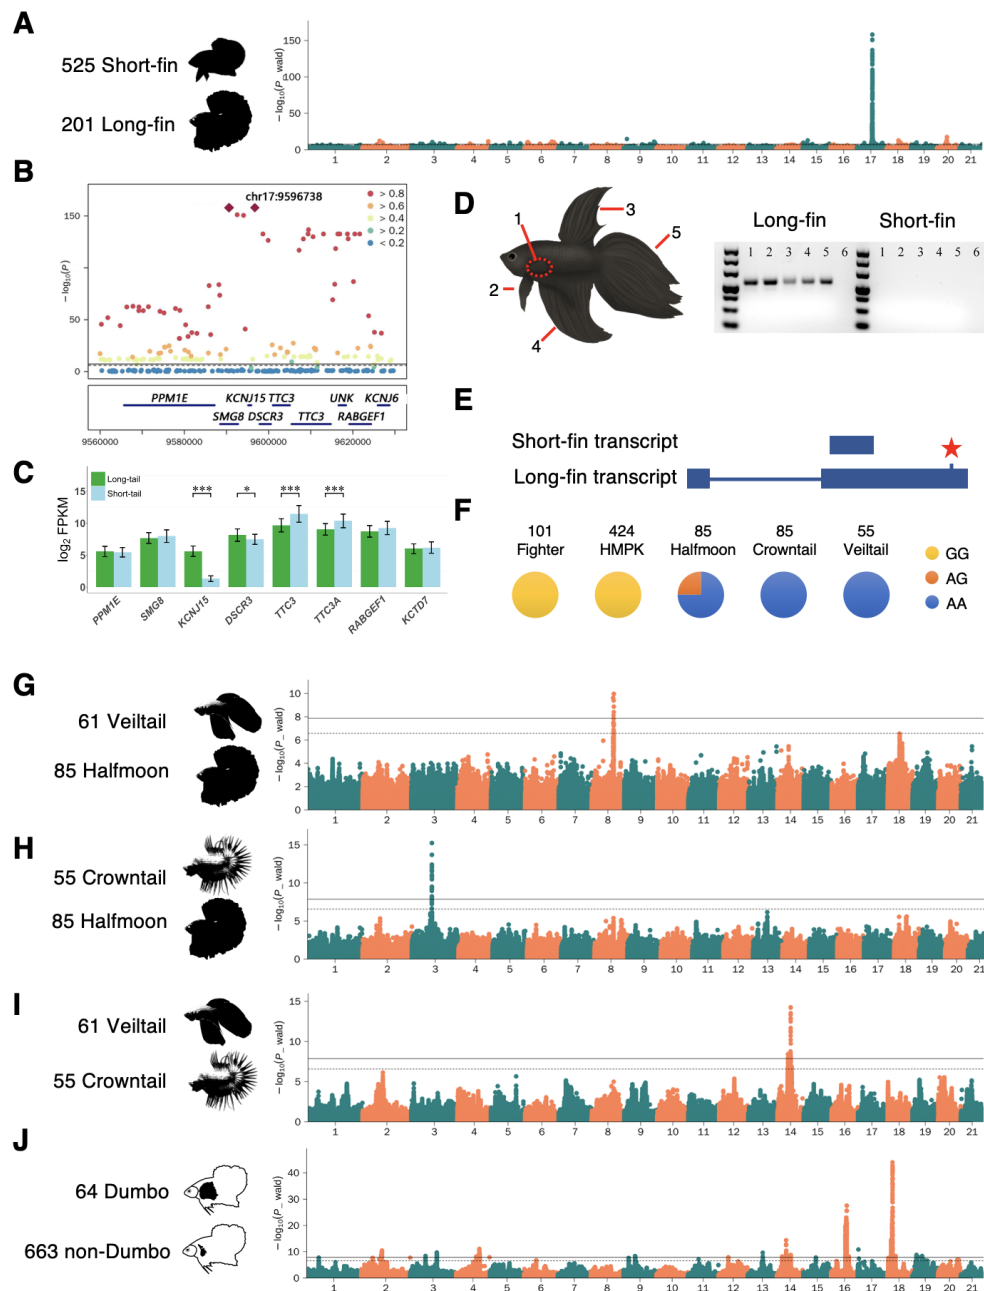 A
525 Short-fin
201 Long-fin
− log₁₀(P_wald)
150
100
50
0
1 2 3 4 5 6 7 8 9 10 11 12 13 14 15 16 17 18 19 20 21
B
chr17:9596738
− log₁₀(P)
150
50
0
> 0.8
> 0.6
> 0.4
> 0.2
< 0.2
PPM1E KCNJ15 TTC3 UNK KCNJ6
SMG8 DSCR3 TTC3 RABGEF1
9560000 9580000 9600000 9620000
C
Long-tail
Short-tail
log₂ FPKM
15
10
5
0
*** * *** ***
PPM1E SMG8 KCNJ15 DSCR3 TTC3 TTC3A RABGEF1 KCTD7
D
1
2
3
4
5
Long-fin Short-fin
1 2 3 4 5 6 1 2 3 4 5 6
E
Short-fin transcript
Long-fin transcript
F
101 424 85 85 55
Fighter HMPK Halfmoon Crowntail Veiltail
GG
AG
AA
G
61 Veiltail
85 Halfmoon
− log₁₀(P_wald)
10
8
6
4
2
0
1 2 3 4 5 6 7 8 9 10 11 12 13 14 15 16 17 18 19 20 21
H
55 Crowntail
85 Halfmoon
− log₁₀(P_wald)
15
10
5
0
1 2 3 4 5 6 7 8 9 10 11 12 13 14 15 16 17 18 19 20 21
I
61 Veiltail
55 Crowntail
− log₁₀(P_wald)
15
10
5
0
1 2 3 4 5 6 7 8 9 10 11 12 13 14 15 16 17 18 19 20 21
J
64 Dumbo
663 non-Dumbo
− log₁₀(P_wald)
40
30
20
10
0
1 2 3 4 5 6 7 8 9 10 11 12 13 14 15 16 17 18 19 20 21